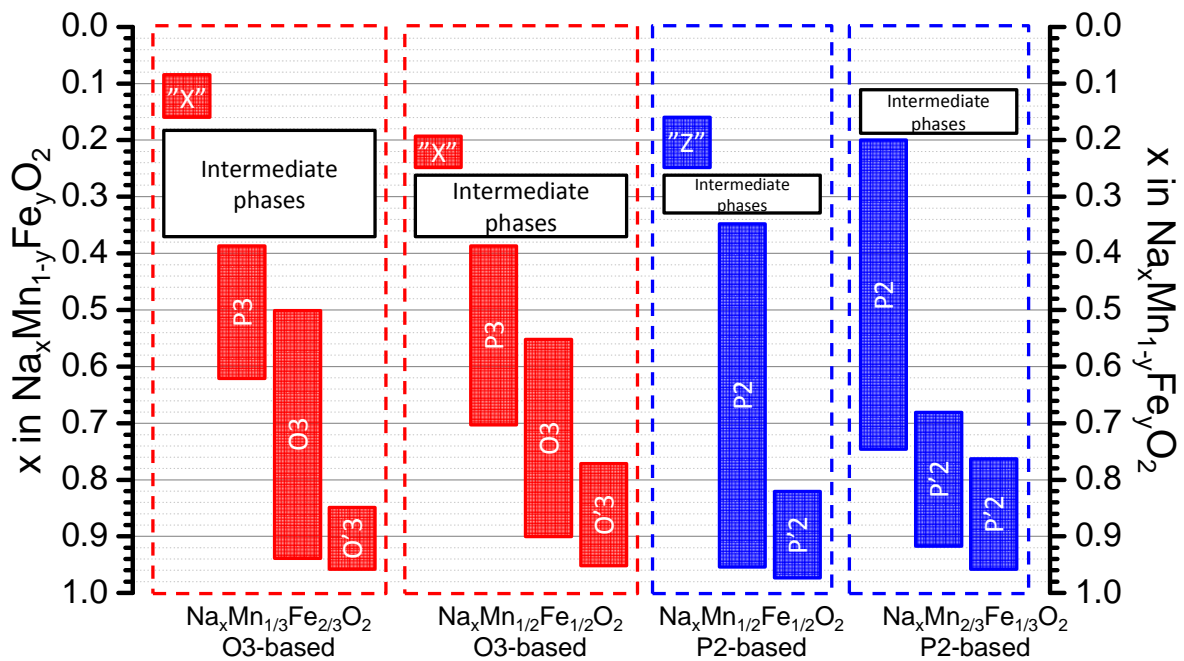 x in NaₓMn₁₋yFeyO₂
0.0
0.1
0.2
0.3
0.4
0.5
0.6
0.7
0.8
0.9
1.0
"X"
Intermediate
phases
P3
O3
O'3
NaₓMn₁/₃Fe₂/₃O₂
O3-based
"X"
Intermediate
phases
P3
O3
O'3
NaₓMn₁/₂Fe₁/₂O₂
O3-based
"Z"
Intermediate
phases
P2
P'2
NaₓMn₁/₂Fe₁/₂O₂
P2-based
Intermediate
phases
P2
P'2
P'2
NaₓMn₂/₃Fe₁/₃O₂
P2-based
0.0
0.1
0.2
0.3
0.4
0.5
0.6
0.7
0.8
0.9
1.0
x in NaₓMn₁₋yFeyO₂